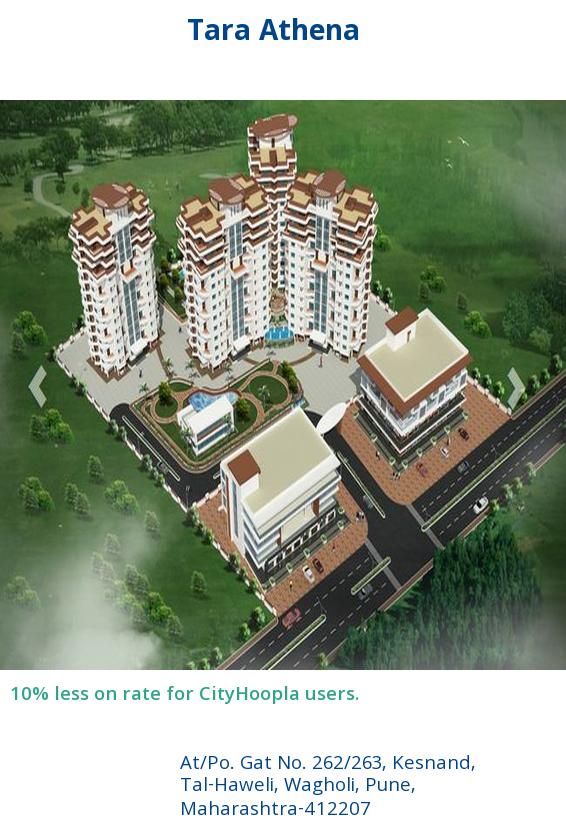 Tara Athena
10% less on rate for CityHoopla users.
At/Po. Gat No. 262/263, Kesnand,
Tal-Haweli, Wagholi, Pune,
Maharashtra-412207